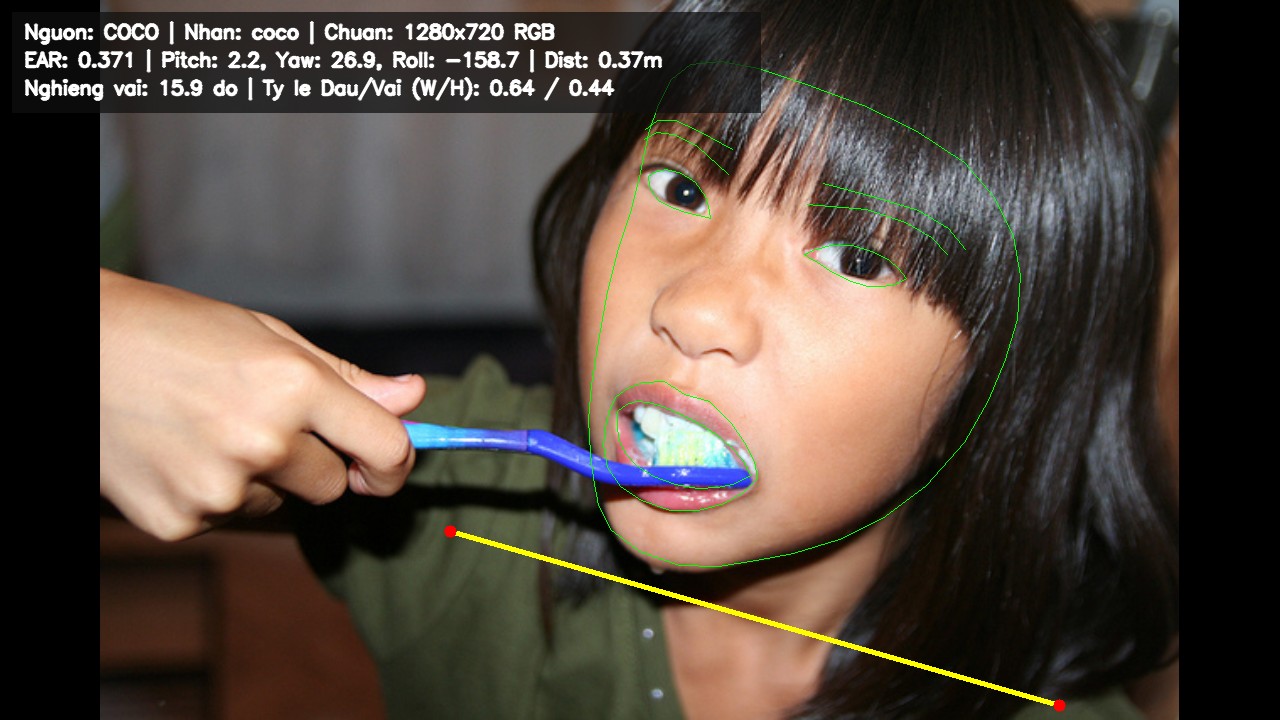 Nguon: COCO | Nhan: coco | Chuan: 1280x720 RGB
EAR: 0.371 | Pitch: 2.2, Yaw: 26.9, Roll: -158.7 | Dist: 0.37m
Nghieng vai: 15.9 do | Ty le Dau/Vai (W/H): 0.64 / 0.44